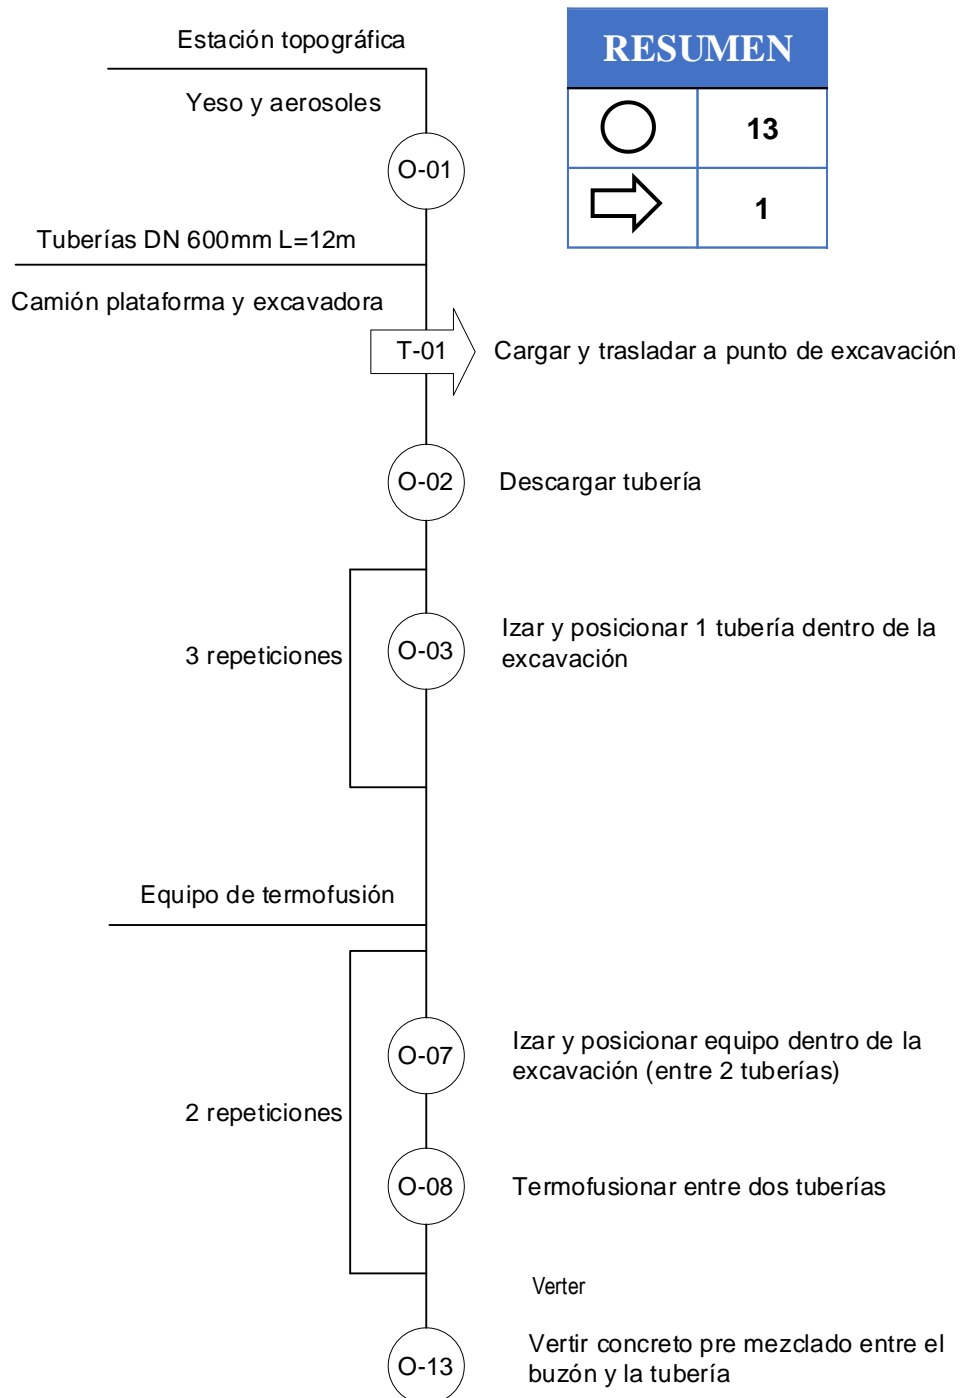 Estación topográfica
RESUMEN
Yeso y aerosoles
13
O-01
1
Tuberías DN 600mm L=12m
Camión plataforma y excavadora
T-01
Cargar y trasladar a punto de excavación
O-02
Descargar tubería
3 repeticiones
O-03
Izar y posicionar 1 tubería dentro de la
excavación
Equipo de termofusión
2 repeticiones
O-07
Izar y posicionar equipo dentro de la
excavación (entre 2 tuberías)
O-08
Termofusionar entre dos tuberías
Verter
O-13
Vertir concreto pre mezclado entre el
buzón y la tubería